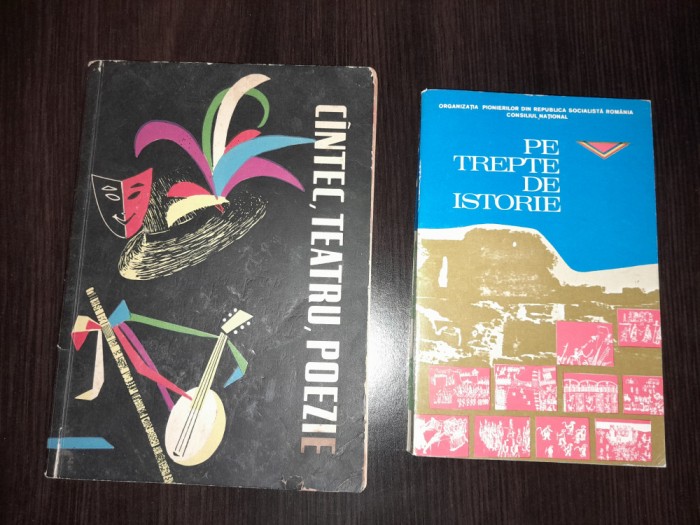 CÎNTEC, TEATRU, POEZIE
ORGANIZAȚIA PIONIERILOR DIN REPUBLICA SOCIALISTĂ ROMÂNIA
CONSILIUL NAȚIONAL
PE
TREPTE
DE
ISTORIE